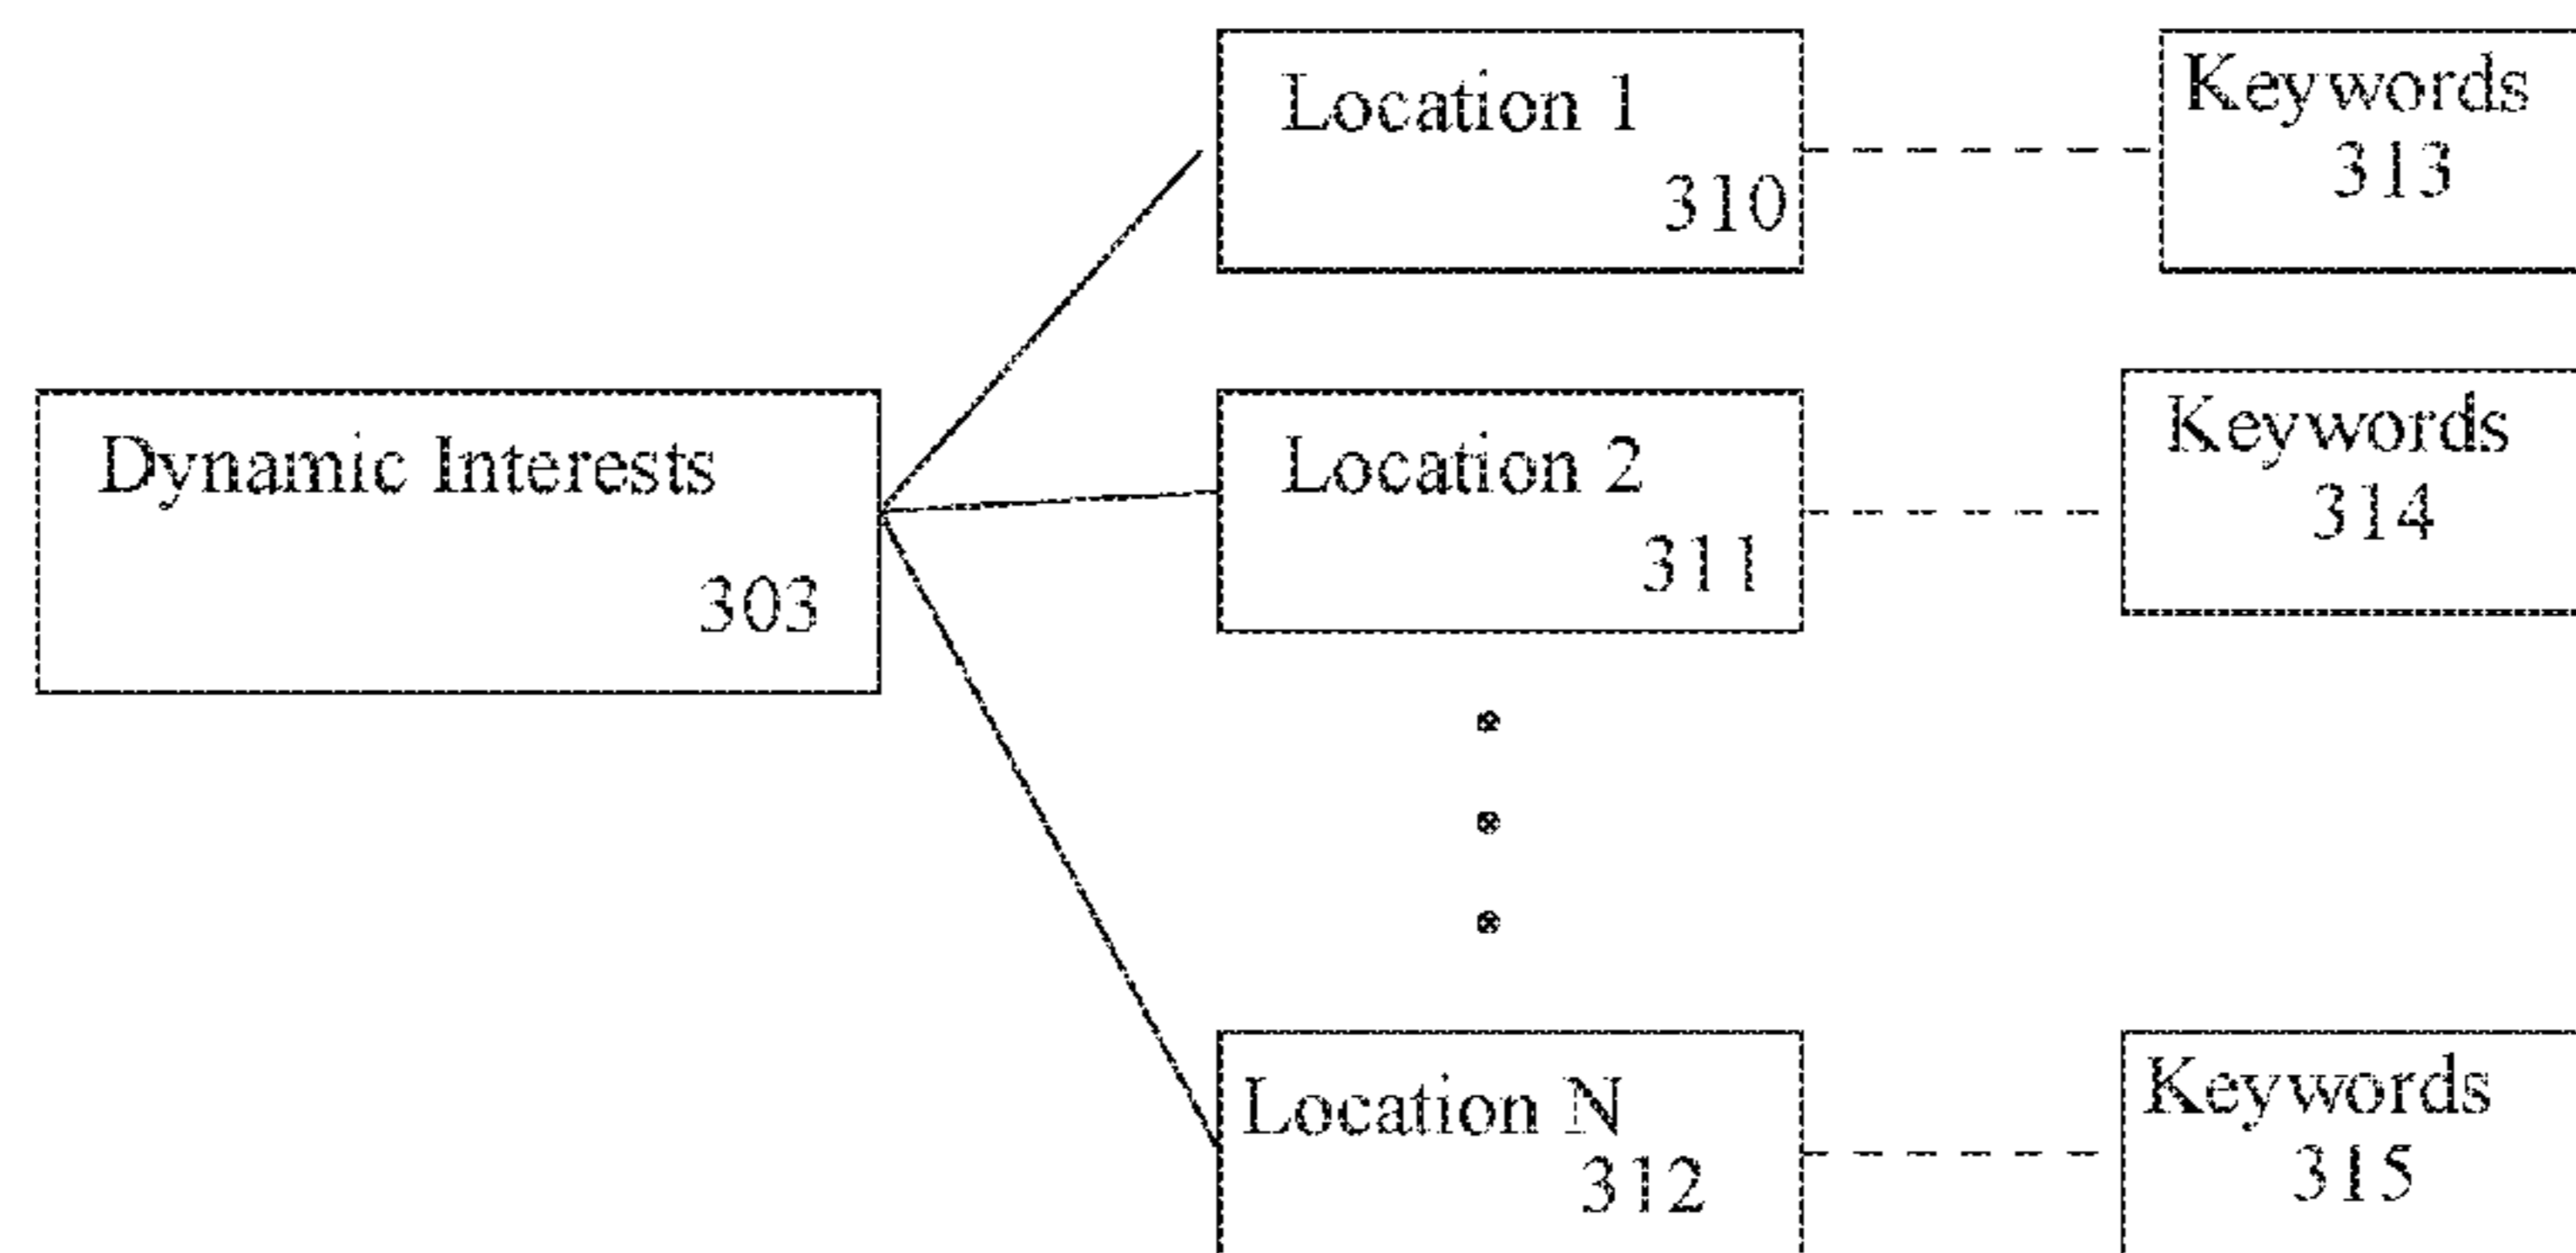 Location 1
310
Keywords
313
Dynamic Interests
303
Location 2
311
Keywords
314
Location N
312
Keywords
315